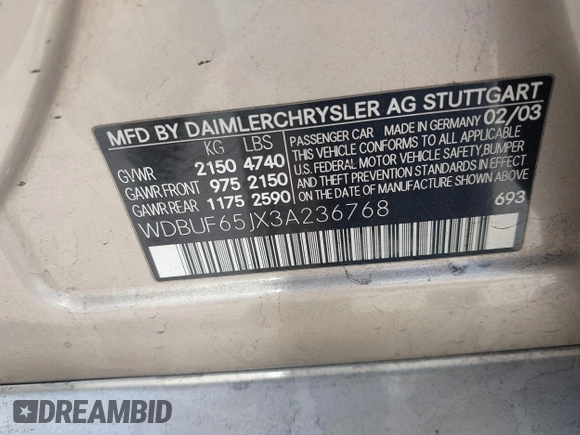 MFD BY DAIMLERCHRYSLER AG STUTTGART
KG LBS
GVWR 2150 4740
GAWR.FRONT 975 2150
GAWR.REAR 1175 2590
PASSENGER CAR MADE IN GERMANY 02/03
THIS VEHICLE CONFORMS TO ALL APPLICABLE
U.S. FEDERAL MOTOR VEHICLE SAFETY,BUMPER
AND THEFT PREVENTION STANDARDS IN EFFECT
ON THE DATE OF MANUFACTURE SHOWN ABOVE.
WDBUF65JX3A236768
693
DREAMBID